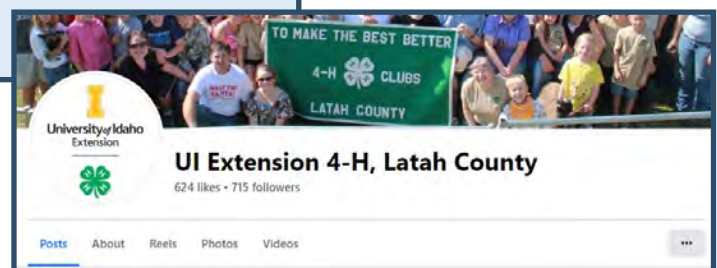 TO MAKE THE BEST BETTER
4-H CLUBS
LATAH COUNTY
I
University of Idaho
Extension
UI Extension 4-H, Latah County
624 likes • 715 followers
Posts About Reels Photos Videos
...